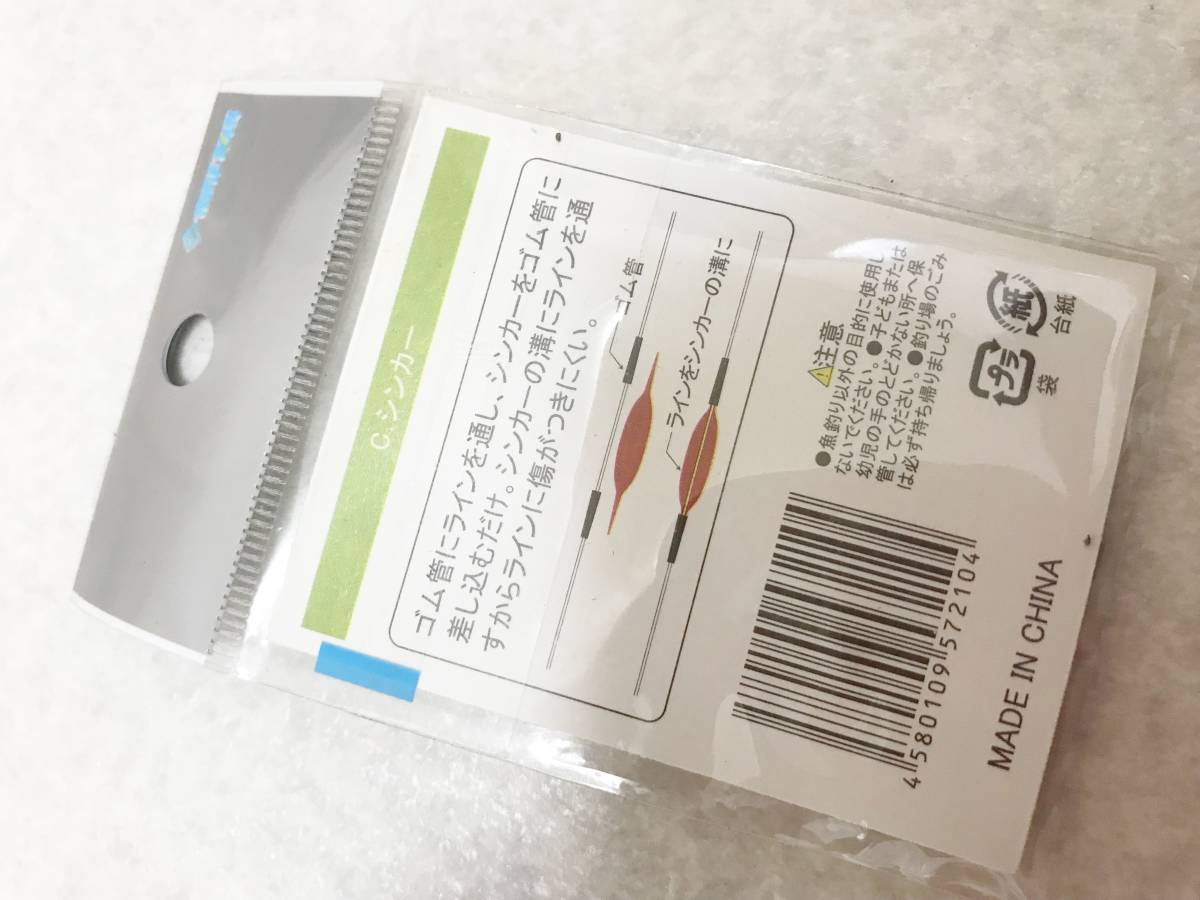 C.シンカー
ゴム管にラインを通し、シンカーをゴム管に
差し込むだけ。シンカーの溝にラインを通
すからラインに傷がつきにくい。
ゴム管
ラインをシンカーの溝に
⚠注意
●魚釣り以外の目的に使用し
ないでください。●子どもまたは
幼児の手のとどかない所へ保
管してください。●釣り場のごみ
は必ず持ち帰りましょう。
プラ
袋
紙
台紙
4 580109 572104
MADE IN CHINA